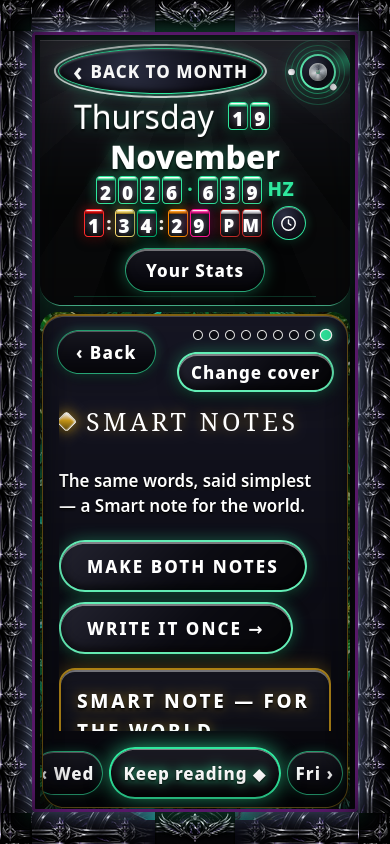 ‹ BACK TO MONTH
Thursday 19
November
2026 · 639 HZ
1:34:29 PM
Your Stats
‹ Back
Change cover
SMART NOTES
The same words, said simplest
— a Smart note for the world.
MAKE BOTH NOTES
WRITE IT ONCE →
SMART NOTE — FOR
THE WORLD
‹ Wed
Keep reading ◆
Fri ›